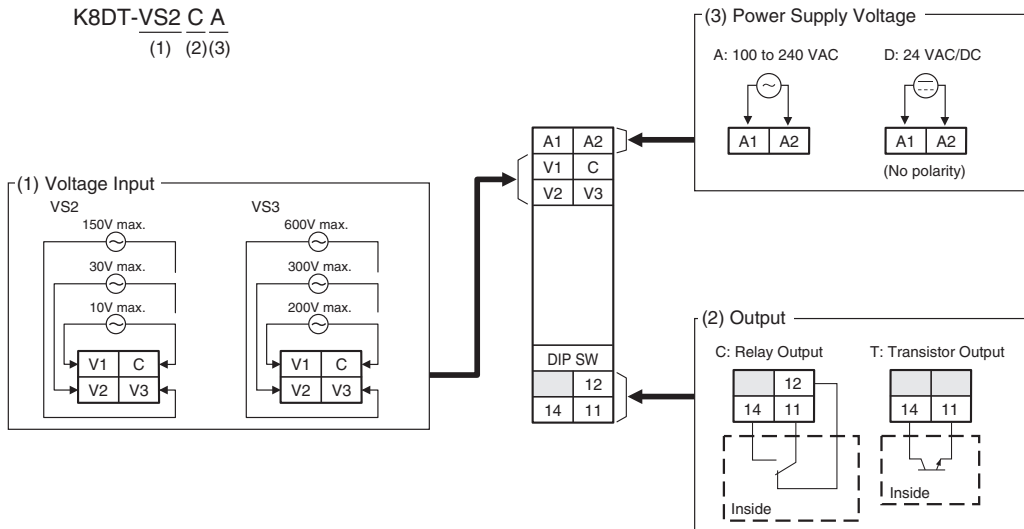 K8DT-VS2 C A
(1) (2)(3)
(1) Voltage Input
VS2
150V max.
30V max.
10V max.
V1 C
V2 V3
VS3
600V max.
300V max.
200V max.
V1 C
V2 V3
A1 A2
V1 C
V2 V3
DIP SW
12
14 11
(3) Power Supply Voltage
A: 100 to 240 VAC
A1 A2
D: 24 VAC/DC
A1 A2
(No polarity)
(2) Output
C: Relay Output
12
14 11
Inside
T: Transistor Output
14 11
Inside